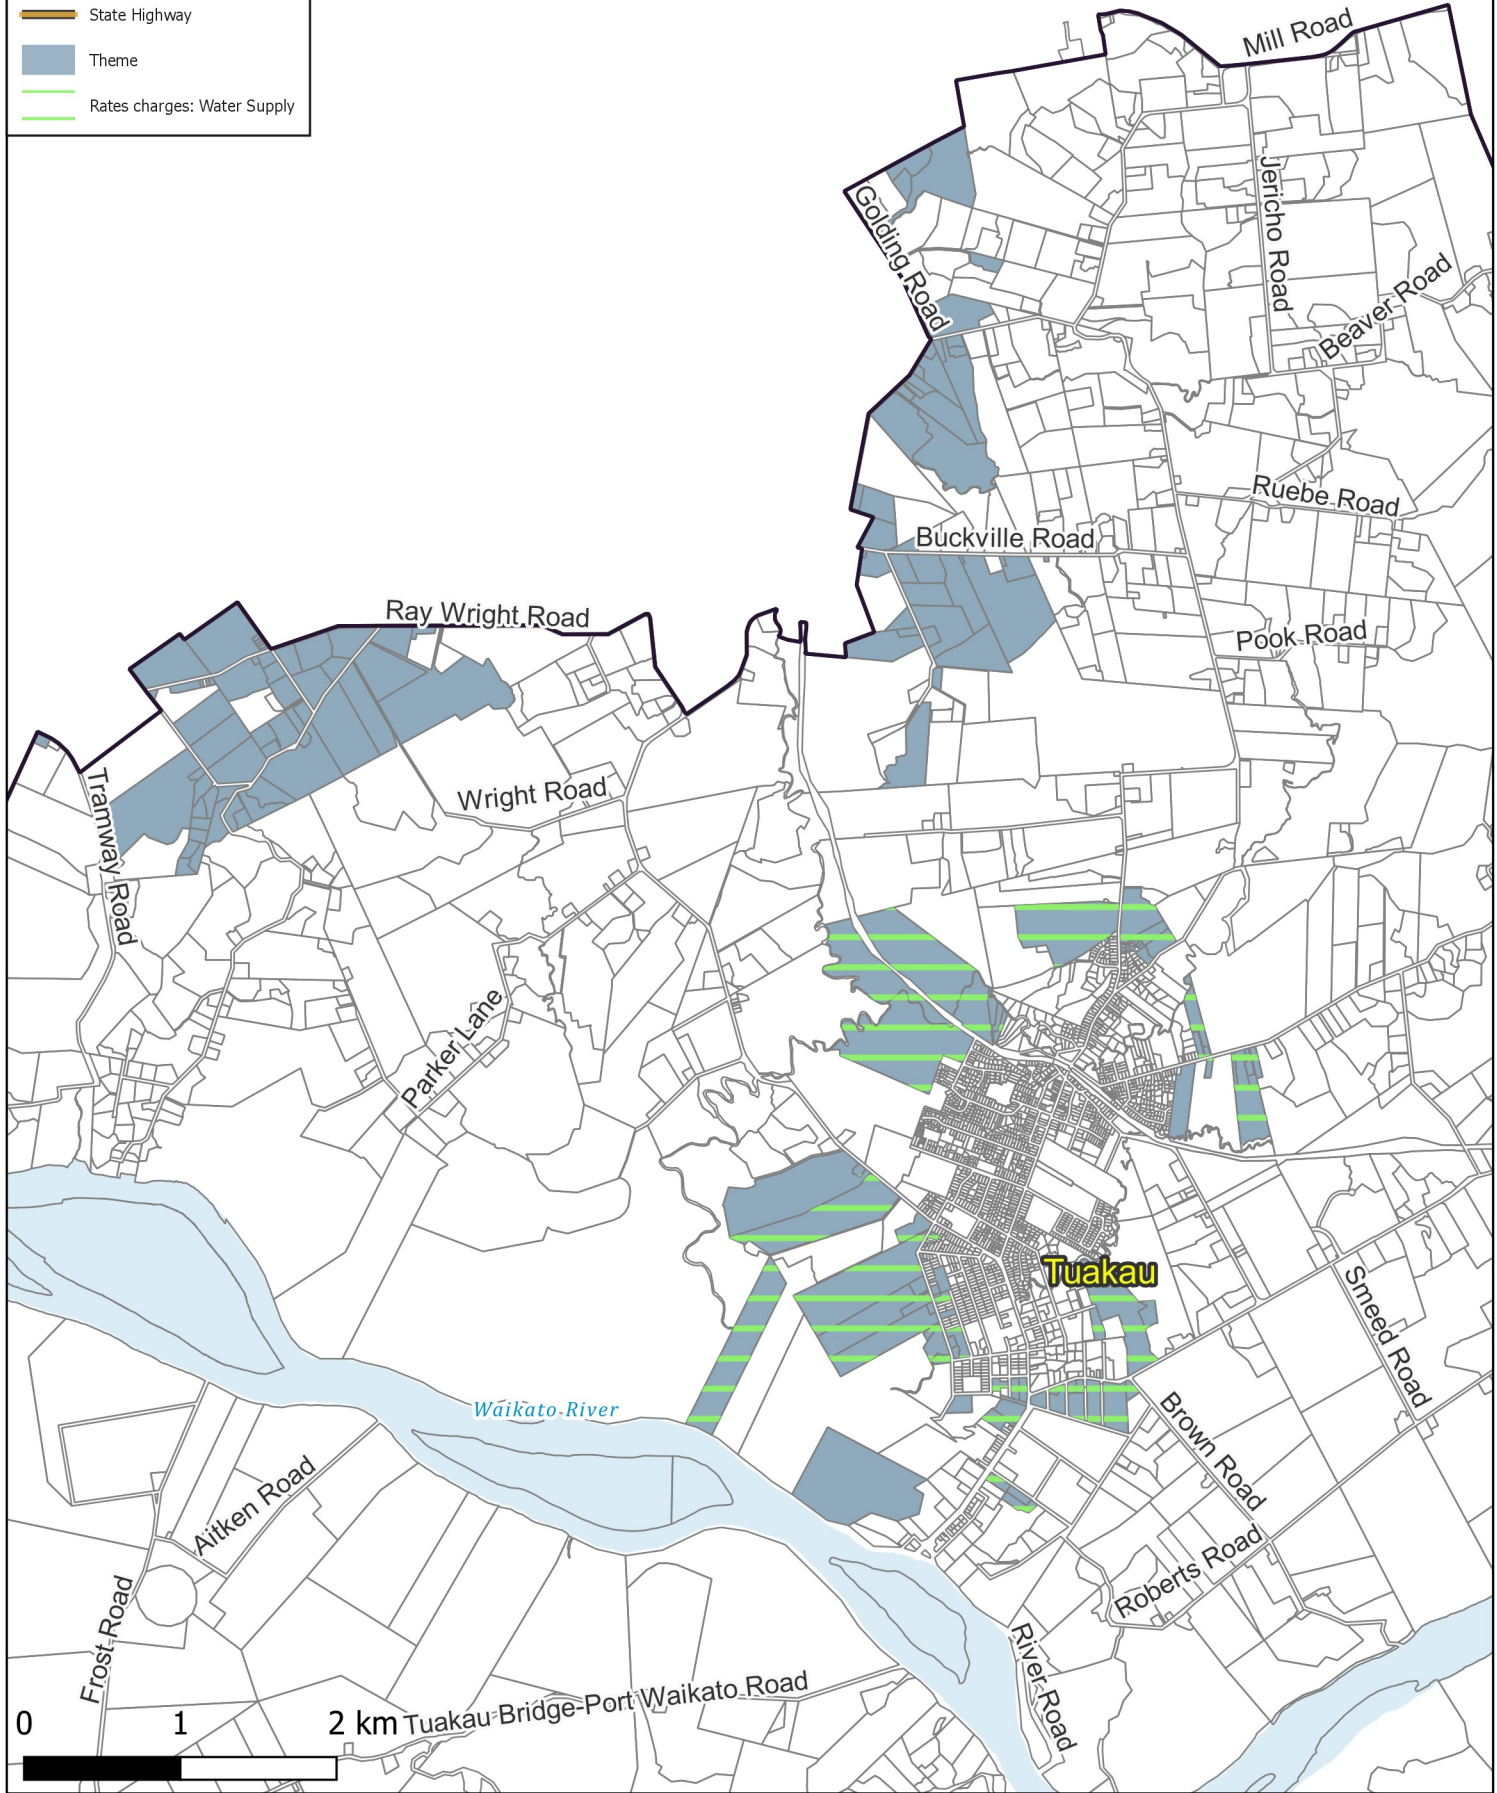 State Highway
Theme
Rates charges: Water Supply
Mill Road
Golding Road
Jericho Road
Beaver Road
Ruebe Road
Buckville Road
Ray Wright Road
Pook Road
Wright Road
Tramway Road
Parker Lane
Tuakau
Smeed Road
Waikato River
Brown Road
Aitken Road
Roberts Road
Frost Road
River Road
Tuakau Bridge-Port Waikato Road
0 1 2 km